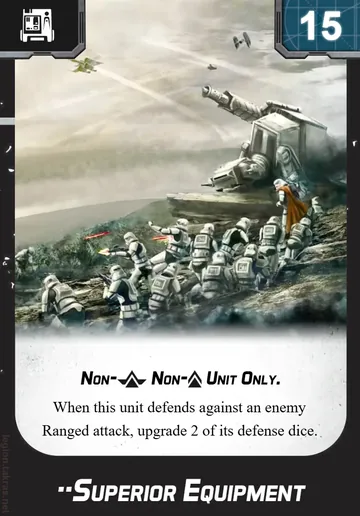 15
Non- Non- Unit Only.
When this unit defends against an enemy
Ranged attack, upgrade 2 of its defense dice.
••Superior Equipment